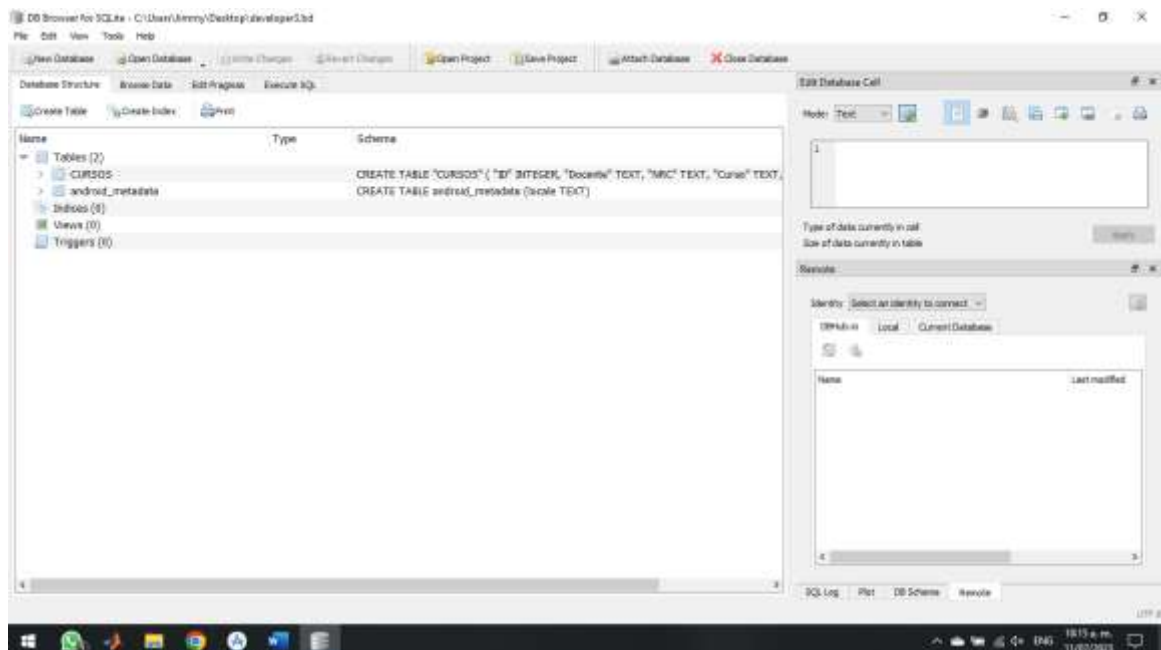 DB Browser for SQLite - C:\Users\Jimmy\Desktop\developer5.bd
File Edit View Tools Help
New Database Open Database Write Changes Revert Changes Open Project Save Project Attach Database Close Database
Database Structure Browse Data Edit Pragmas Execute SQL
Create Table Create Index Print
Name Type Schema
Tables (2)
CURSOS CREATE TABLE "CURSOS" ( "ID" INTEGER, "Docente" TEXT, "NRC" TEXT, "Curso" TEXT,
android_metadata CREATE TABLE android_metadata (locale TEXT)
Indices (0)
Views (0)
Triggers (0)
Edit Database Cell
Mode: Text
1
Type of data currently in cell
Size of data currently in table
Apply
Remote
Identity Select an identity to connect
DBHub.io Local Current Database
Name Last modified
SQL Log Plot DB Schema Remote
ENG